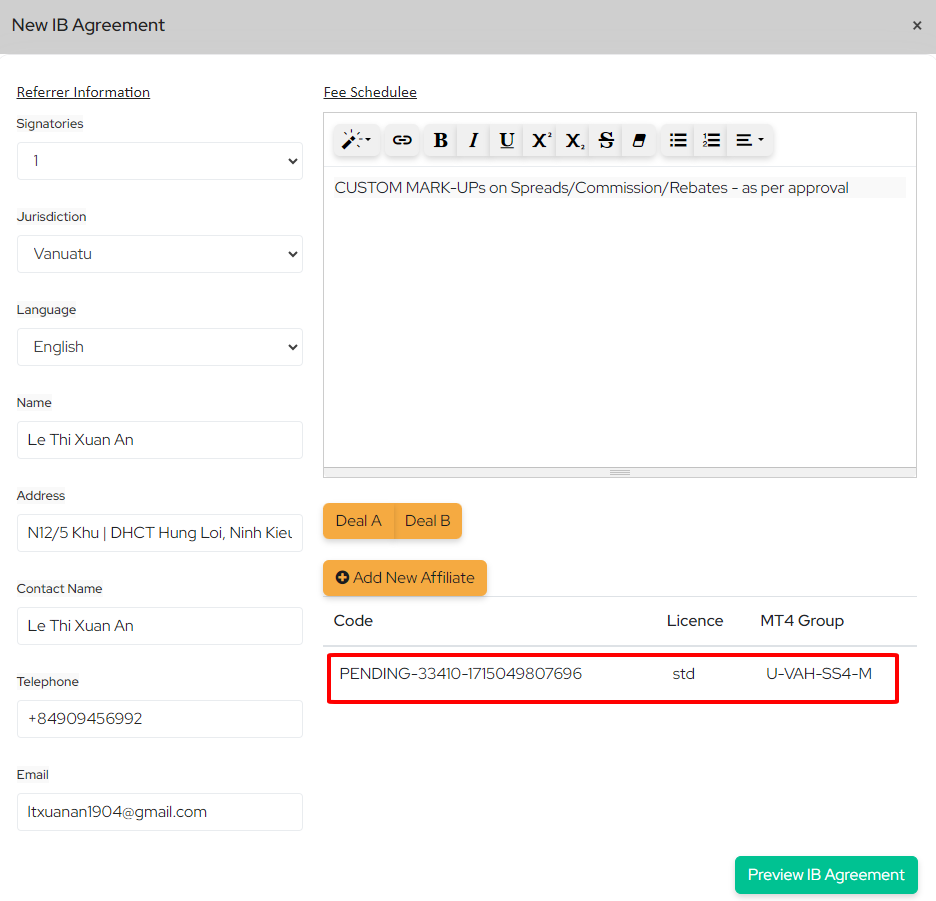 New IB Agreement
×
Referrer Information
Signatories
1
Jurisdiction
Vanuatu
Language
English
Name
Le Thi Xuan An
Address
N12/5 Khu | DHCT Hung Loi, Ninh Kieu
Contact Name
Le Thi Xuan An
Telephone
+84909456992
Email
ltxuanan1904@gmail.com
Fee Schedulee
B I U X² X₂ S
CUSTOM MARK-UPs on Spreads/Commission/Rebates - as per approval
Deal A Deal B
Add New Affiliate
Code Licence MT4 Group
PENDING-33410-1715049807696 std U-VAH-SS4-M
Preview IB Agreement